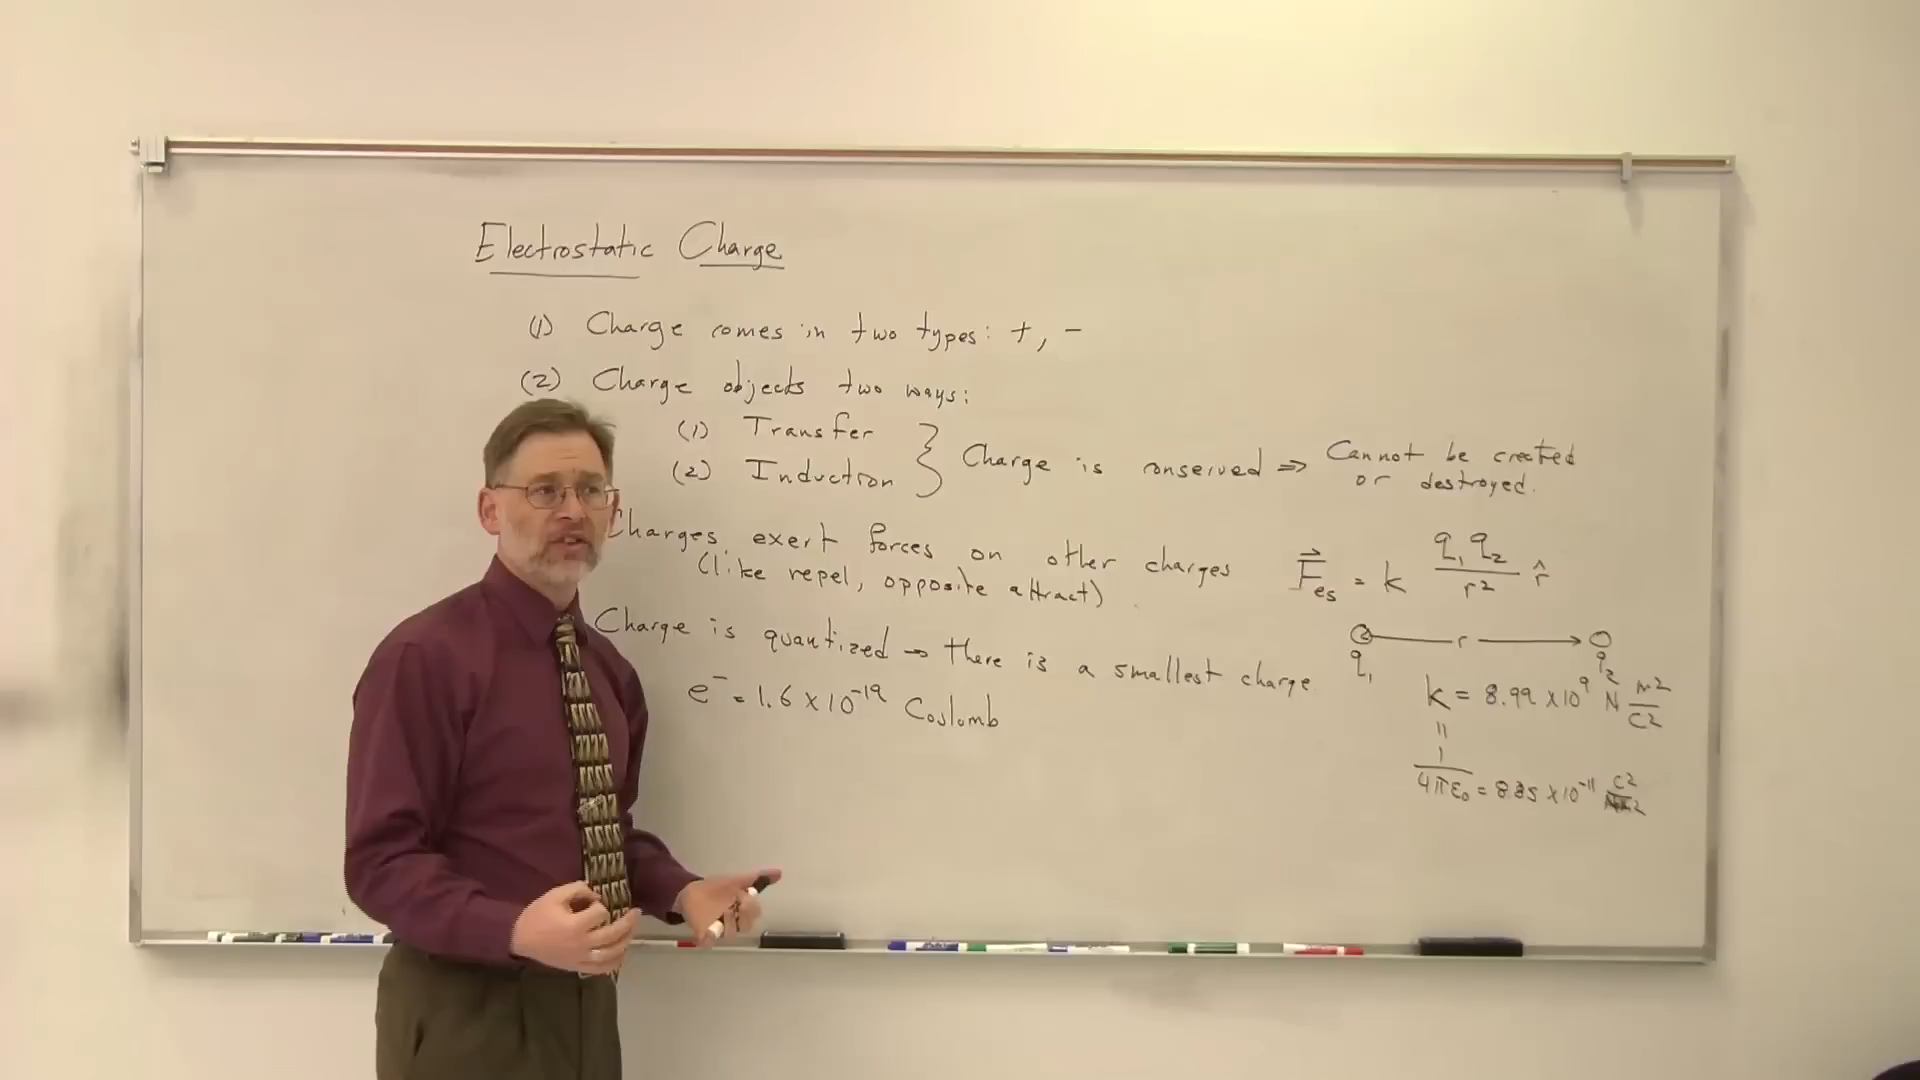 Electrostatic Charge
(1) Charge comes in two types: +, -
(2) Charge objects two ways:
(1) Transfer
(2) Induction
} Charge is conserved ⇒ Cannot be created
or destroyed.
Charges exert forces on other charges
(like repel, opposite attract)
F⃗es = k q1 q2 / r² r̂
r
q1 q2
Charge is quantized → there is a smallest charge
e⁻ = 1.6 x 10⁻¹⁹ Coulomb
k = 8.99 x10⁹ N m²/C²
=
1/4πε₀ = 8.85 x 10⁻¹¹ C²